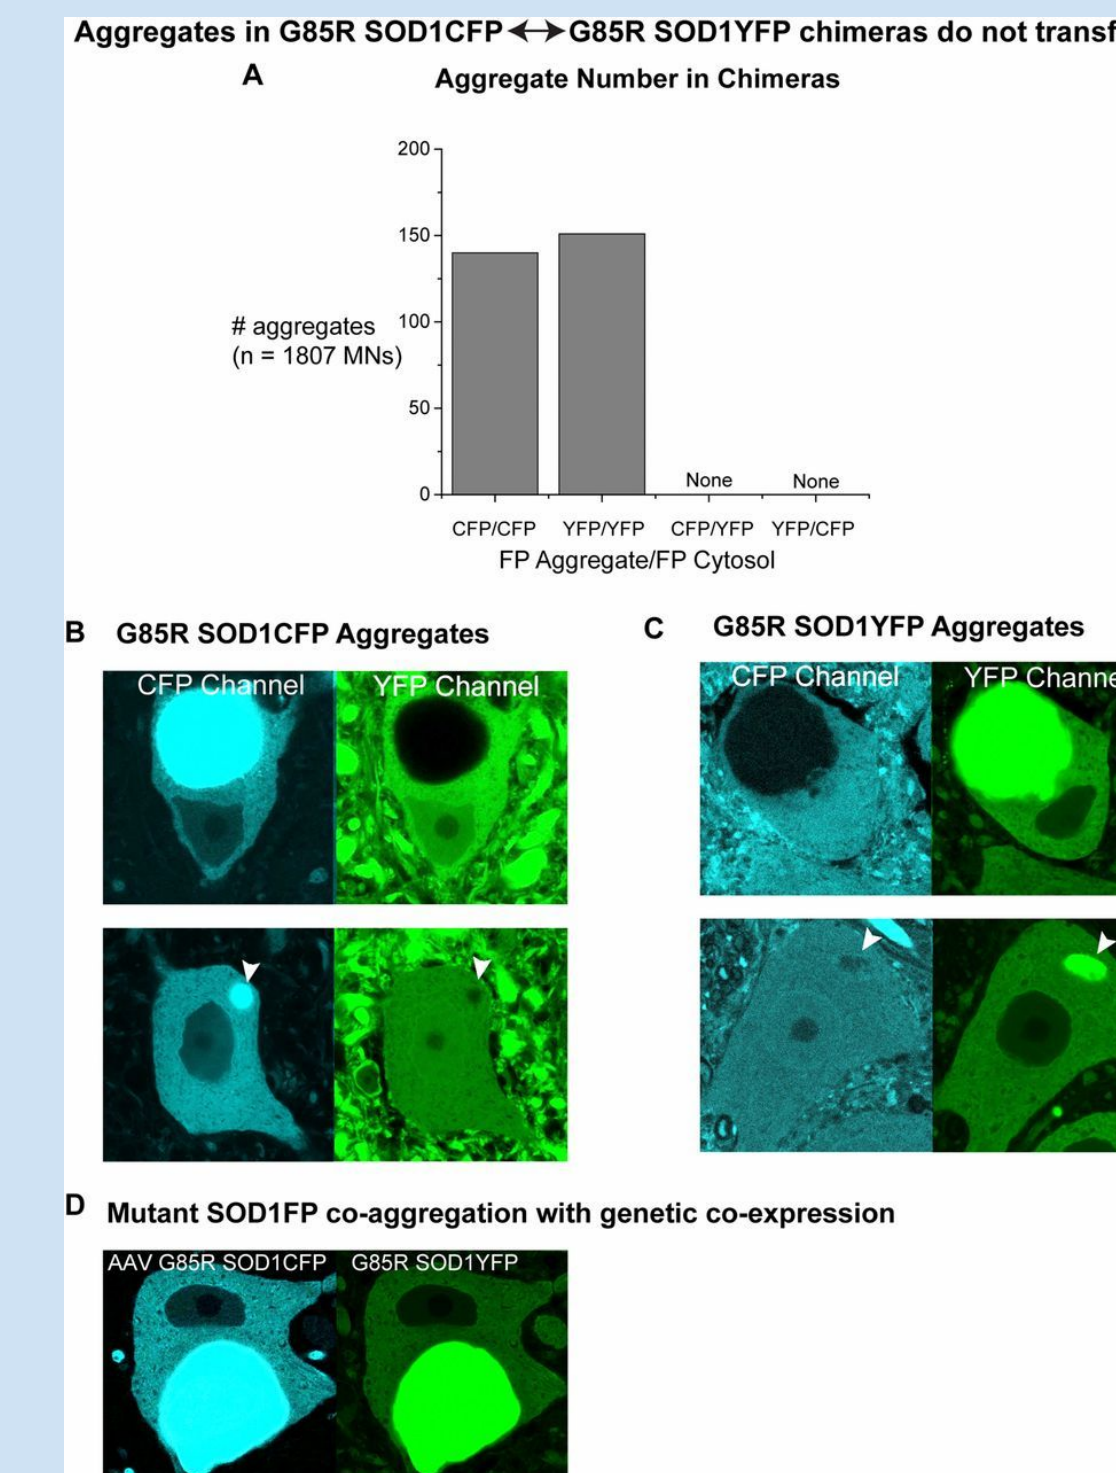 Aggregates in G85R SOD1CFP↔G85R SOD1YFP chimeras do not transf
A
Aggregate Number in Chimeras
200
150
100
50
0
# aggregates
(n = 1807 MNs)
None
None
CFP/CFP
YFP/YFP
CFP/YFP
YFP/CFP
FP Aggregate/FP Cytosol
B
G85R SOD1CFP Aggregates
CFP Channel
YFP Channel
C
G85R SOD1YFP Aggregates
CFP Channel
YFP Channe
D
Mutant SOD1FP co-aggregation with genetic co-expression
AAV G85R SOD1CFP
G85R SOD1YFP